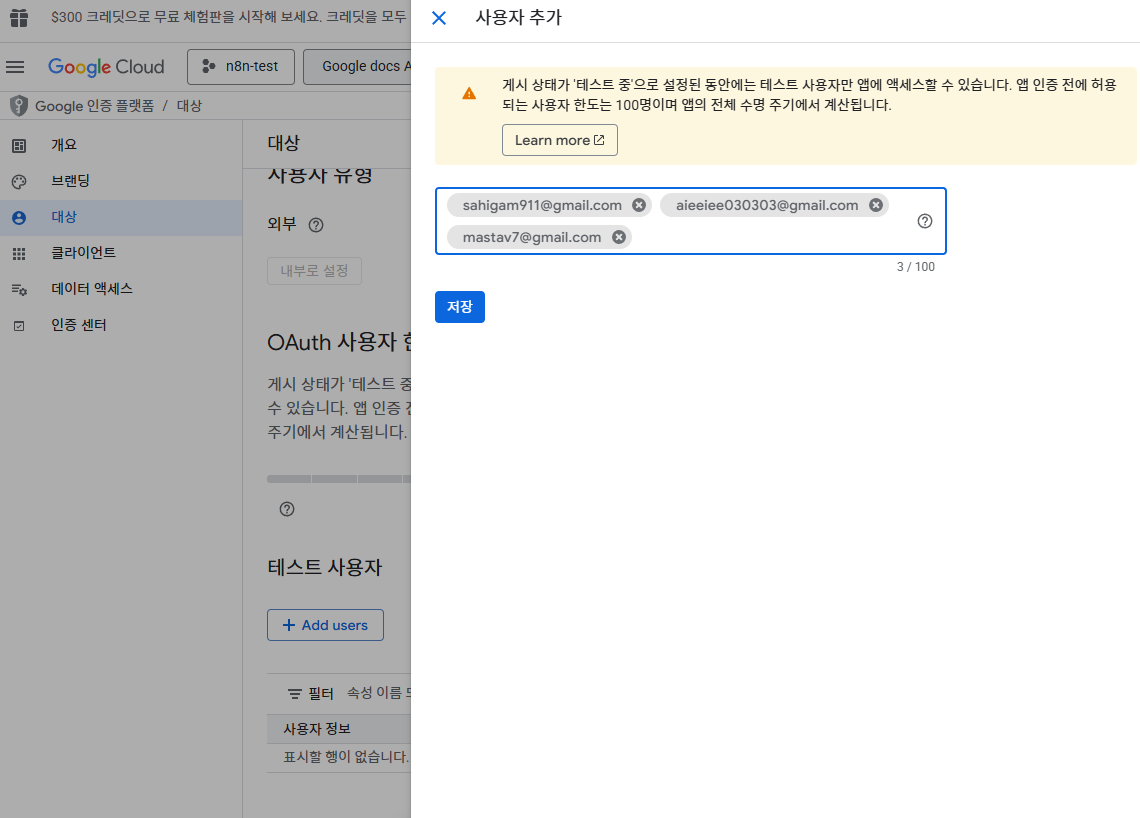 $300 크레딧으로 무료 체험판을 시작해 보세요. 크레딧을 모두
Google Cloud
n8n-test
Google docs A
Google 인증 플랫폼 / 대상
개요
브랜딩
대상
클라이언트
데이터 액세스
인증 센터
대상
사용자 유형
외부
내부로 설정
OAuth 사용자 한
게시 상태가 '테스트 중
수 있습니다. 앱 인증 전
주기에서 계산됩니다.
테스트 사용자
Add users
필터 속성 이름 또
사용자 정보
표시할 행이 없습니다.
사용자 추가
게시 상태가 '테스트 중'으로 설정된 동안에는 테스트 사용자만 앱에 액세스할 수 있습니다. 앱 인증 전에 허용
되는 사용자 한도는 100명이며 앱의 전체 수명 주기에서 계산됩니다.
Learn more
sahigam911@gmail.com aieeiee030303@gmail.com
mastav7@gmail.com
3 / 100
저장